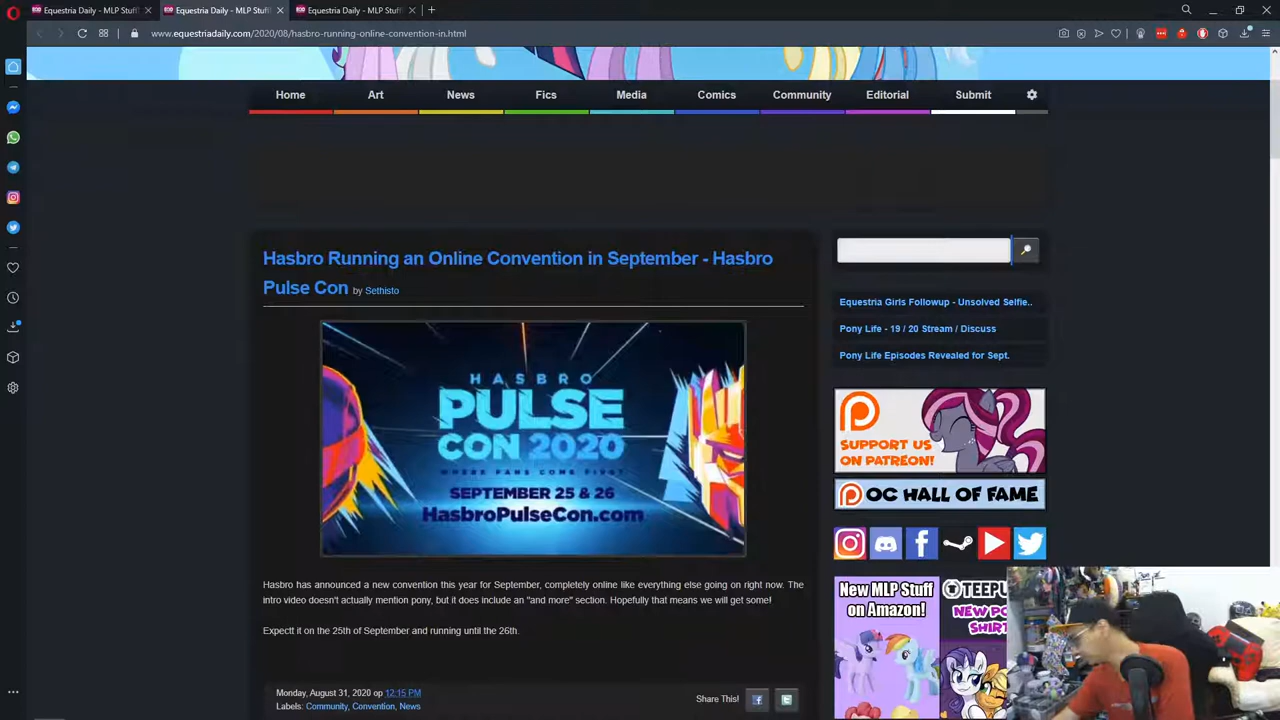 Equestria Daily - MLP Stuff!
Equestria Daily - MLP Stuff!
Equestria Daily - MLP Stuff!
www.equestriadaily.com/2020/08/hasbro-running-online-convention-in.html
Home Art News Fics Media Comics Community Editorial Submit
Hasbro Running an Online Convention in September - Hasbro
Pulse Con by Sethisto
HASBRO
PULSE
CON 2020
WHERE FANS COME FIRST
SEPTEMBER 25 & 26
HasbroPulseCon.com
Hasbro has announced a new convention this year for September, completely online like everything else going on right now. The
intro video doesn't actually mention pony, but it does include an "and more" section. Hopefully that means we will get some!
Expectt it on the 25th of September and running until the 26th.
Monday, August 31, 2020 op 12:15 PM
Labels: Community, Convention, News
Share This!
Equestria Girls Followup - Unsolved Selfie..
Pony Life - 19 / 20 Stream / Discuss
Pony Life Episodes Revealed for Sept.
SUPPORT US
ON PATREON!
OC HALL OF FAME
New MLP Stuff
on Amazon!
TEEPU
NEW PO
SHIRT